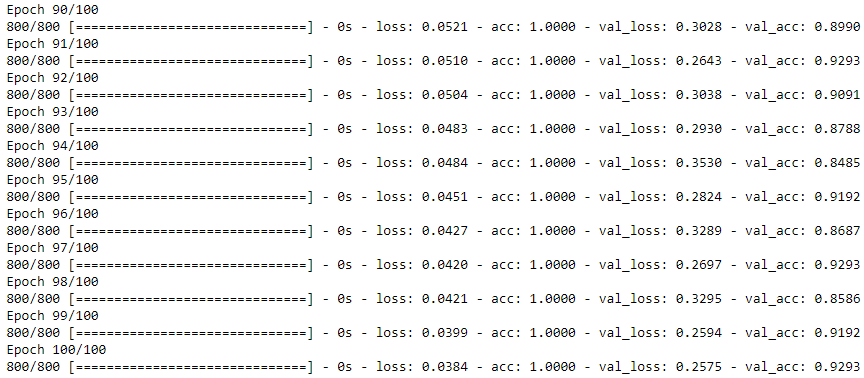 Epoch 90/100
800/800 [==============================] - 0s - loss: 0.0521 - acc: 1.0000 - val_loss: 0.3028 - val_acc: 0.8990
Epoch 91/100
800/800 [==============================] - 0s - loss: 0.0510 - acc: 1.0000 - val_loss: 0.2643 - val_acc: 0.9293
Epoch 92/100
800/800 [==============================] - 0s - loss: 0.0504 - acc: 1.0000 - val_loss: 0.3038 - val_acc: 0.9091
Epoch 93/100
800/800 [==============================] - 0s - loss: 0.0483 - acc: 1.0000 - val_loss: 0.2930 - val_acc: 0.8788
Epoch 94/100
800/800 [==============================] - 0s - loss: 0.0484 - acc: 1.0000 - val_loss: 0.3530 - val_acc: 0.8485
Epoch 95/100
800/800 [==============================] - 0s - loss: 0.0451 - acc: 1.0000 - val_loss: 0.2824 - val_acc: 0.9192
Epoch 96/100
800/800 [==============================] - 0s - loss: 0.0427 - acc: 1.0000 - val_loss: 0.3289 - val_acc: 0.8687
Epoch 97/100
800/800 [==============================] - 0s - loss: 0.0420 - acc: 1.0000 - val_loss: 0.2697 - val_acc: 0.9293
Epoch 98/100
800/800 [==============================] - 0s - loss: 0.0421 - acc: 1.0000 - val_loss: 0.3295 - val_acc: 0.8586
Epoch 99/100
800/800 [==============================] - 0s - loss: 0.0399 - acc: 1.0000 - val_loss: 0.2594 - val_acc: 0.9192
Epoch 100/100
800/800 [==============================] - 0s - loss: 0.0384 - acc: 1.0000 - val_loss: 0.2575 - val_acc: 0.9293